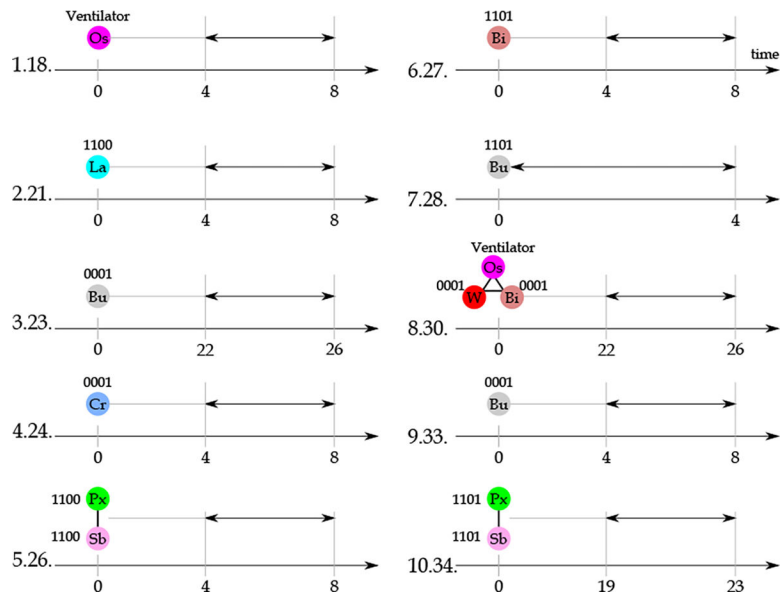 Ventilator
Os
1.18.
0 4 8
1101
Bi
time
6.27.
0 4 8
1100
La
2.21.
0 4 8
1101
Bu
7.28.
0 4
0001
Bu
3.23.
0 22 26
Ventilator
Os
0001 0001
W Bi
8.30.
0 22 26
0001
Cr
4.24.
0 4 8
0001
Bu
9.33.
0 4 8
1100 Px
1100 Sb
5.26.
0 4 8
1101 Px
1101 Sb
10.34.
0 19 23